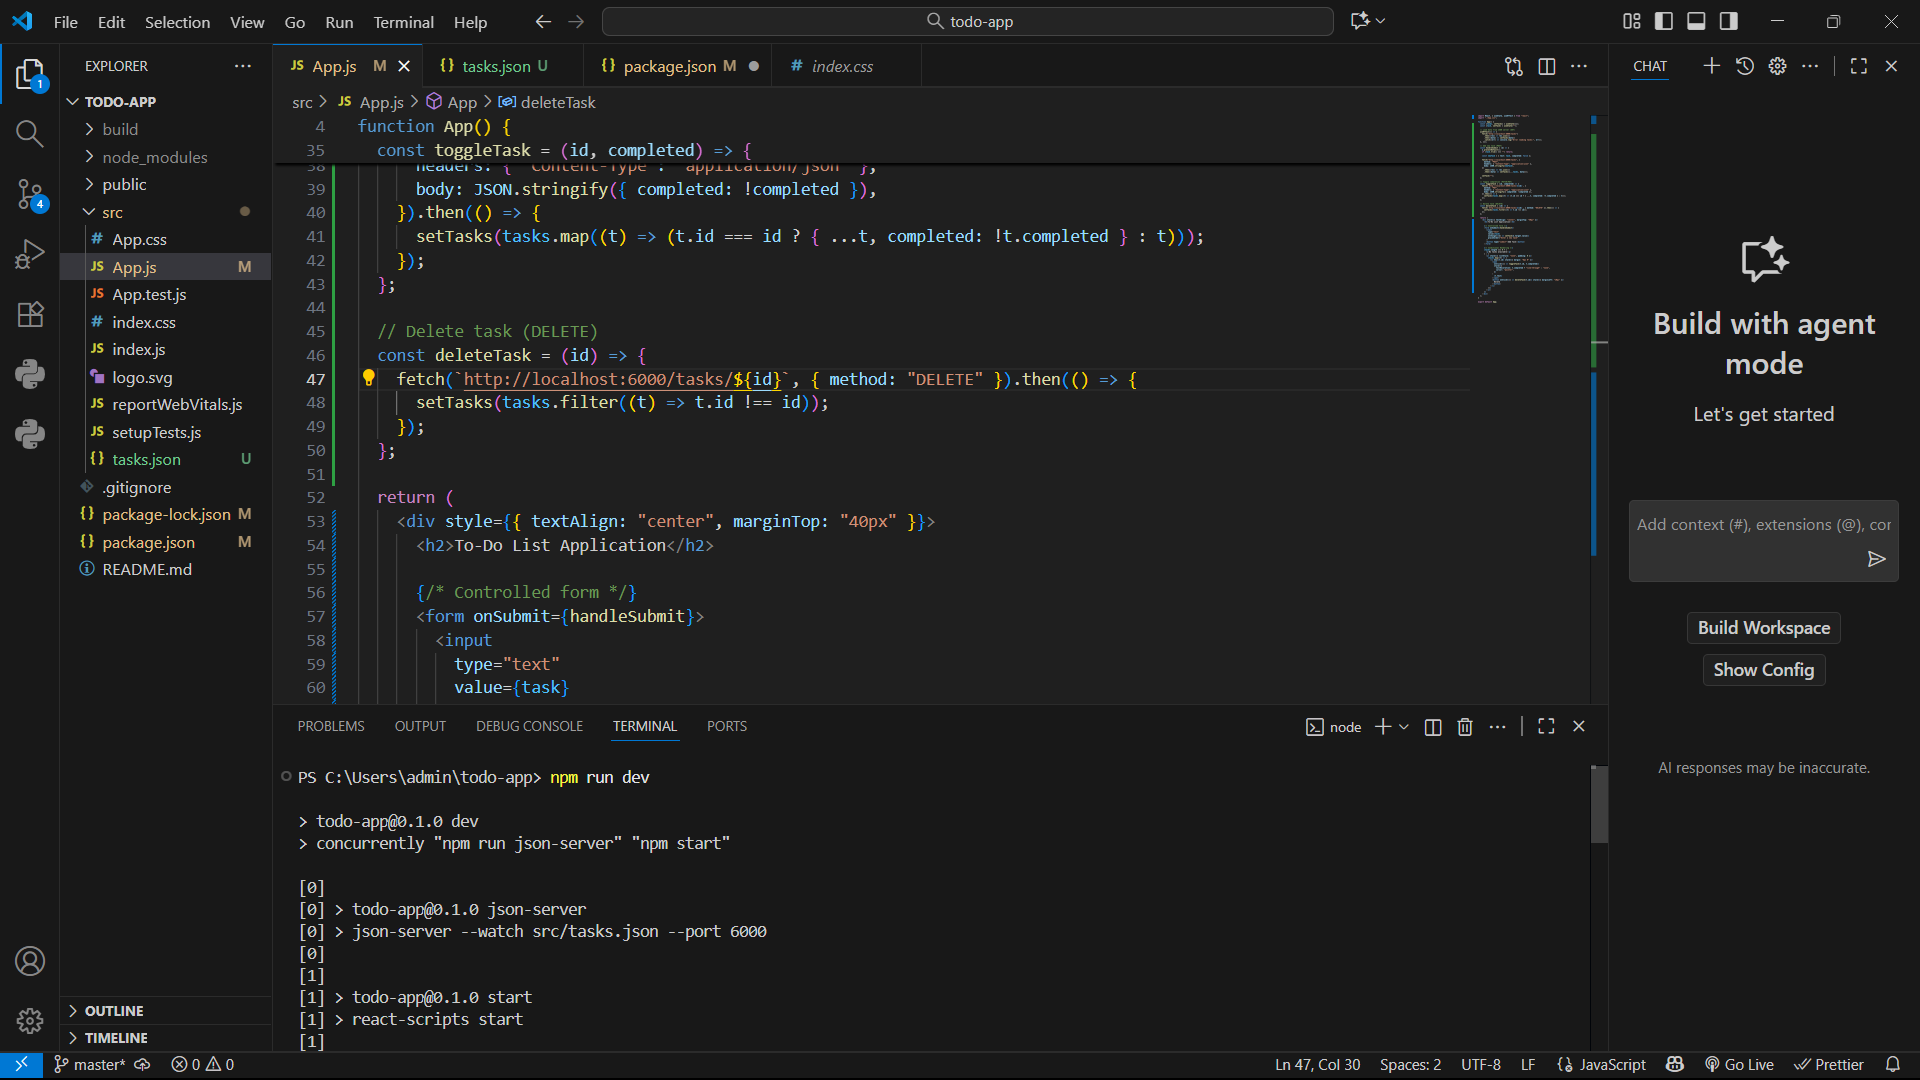 File Edit Selection View Go Run Terminal Help
todo-app
EXPLORER
TODO-APP
build
node_modules
public
src
App.css
App.js M
App.test.js
index.css
index.js
logo.svg
reportWebVitals.js
setupTests.js
tasks.json U
.gitignore
package-lock.json M
package.json M
README.md
OUTLINE
TIMELINE
1
4
JS App.js M
{} tasks.json U
{} package.json M
# index.css
src > JS App.js > App > deleteTask
4 function App() {
35 const toggleTask = (id, completed) => {
38 headers: { "Content-Type": "application/json" },
39 body: JSON.stringify({ completed: !completed }),
40 }).then(() => {
41 setTasks(tasks.map((t) => (t.id === id ? { ...t, completed: !t.completed } : t)));
42 });
43 };
44
45 // Delete task (DELETE)
46 const deleteTask = (id) => {
47 fetch(`http://localhost:6000/tasks/${id}`, { method: "DELETE" }).then(() => {
48 setTasks(tasks.filter((t) => t.id !== id));
49 });
50 };
51
52 return (
53 <div style={{ textAlign: "center", marginTop: "40px" }}>
54 <h2>To-Do List Application</h2>
55
56 {/* Controlled form */}
57 <form onSubmit={handleSubmit}>
58 <input
59 type="text"
60 value={task}
PROBLEMS OUTPUT DEBUG CONSOLE TERMINAL PORTS
node
PS C:\Users\admin\todo-app> npm run dev
> todo-app@0.1.0 dev
> concurrently "npm run json-server" "npm start"
[0]
[0] > todo-app@0.1.0 json-server
[0] > json-server --watch src/tasks.json --port 6000
[0]
[1]
[1] > todo-app@0.1.0 start
[1] > react-scripts start
[1]
CHAT
Build with agent
mode
Let's get started
Add context (#), extensions (@), cor
Build Workspace
Show Config
AI responses may be inaccurate.
master* 0 0
Ln 47, Col 30 Spaces: 2 UTF-8 LF {} JavaScript Go Live Prettier